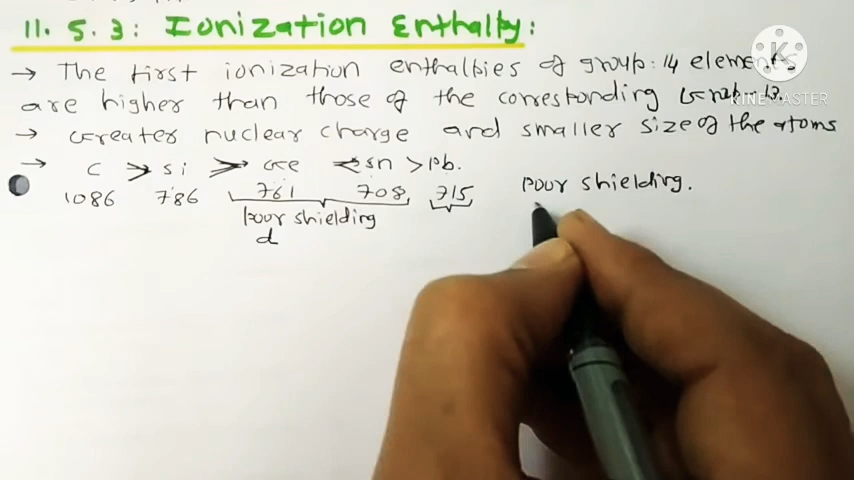 11.5.3: Ionization Enthalpy:
→ The first ionization enthalpies of group:14 elements
are higher than those of the corresponding Group-13.
KINEMASTER
→ Greater nuclear charge and smaller size of the atoms
→ C > Si > Ge < Sn > Pb.
1086 786 761 708 715 poor shielding.
poor shielding
d